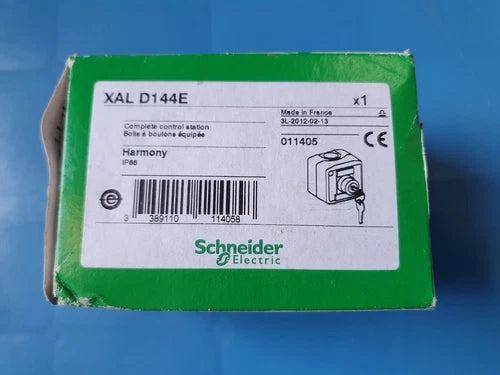 XAL D144E
x1
Complete control station
Boîte à boutons équipée
Made in France
3L-2012-02-13
Harmony
IP66
011405
CE
3 389110 114058
Schneider
Electric